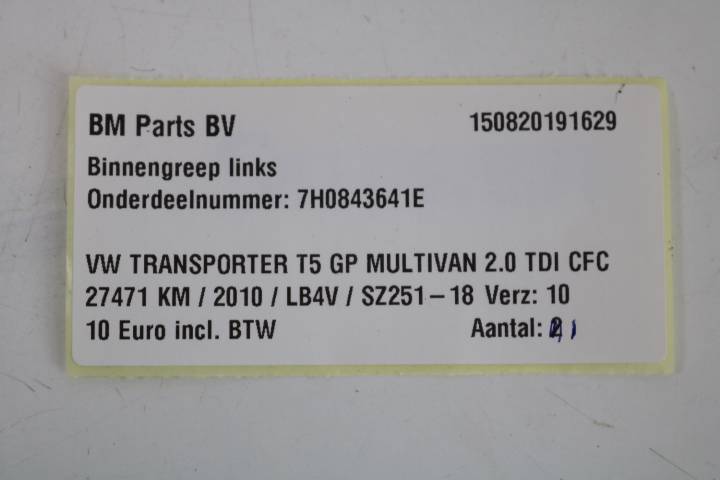 BM Parts BV 150820191629
Binnengreep links
Onderdeelnummer: 7H0843641E
VW TRANSPORTER T5 GP MULTIVAN 2.0 TDI CFC
27471 KM / 2010 / LB4V / SZ251-18 Verz: 10
10 Euro incl. BTW Aantal: 1